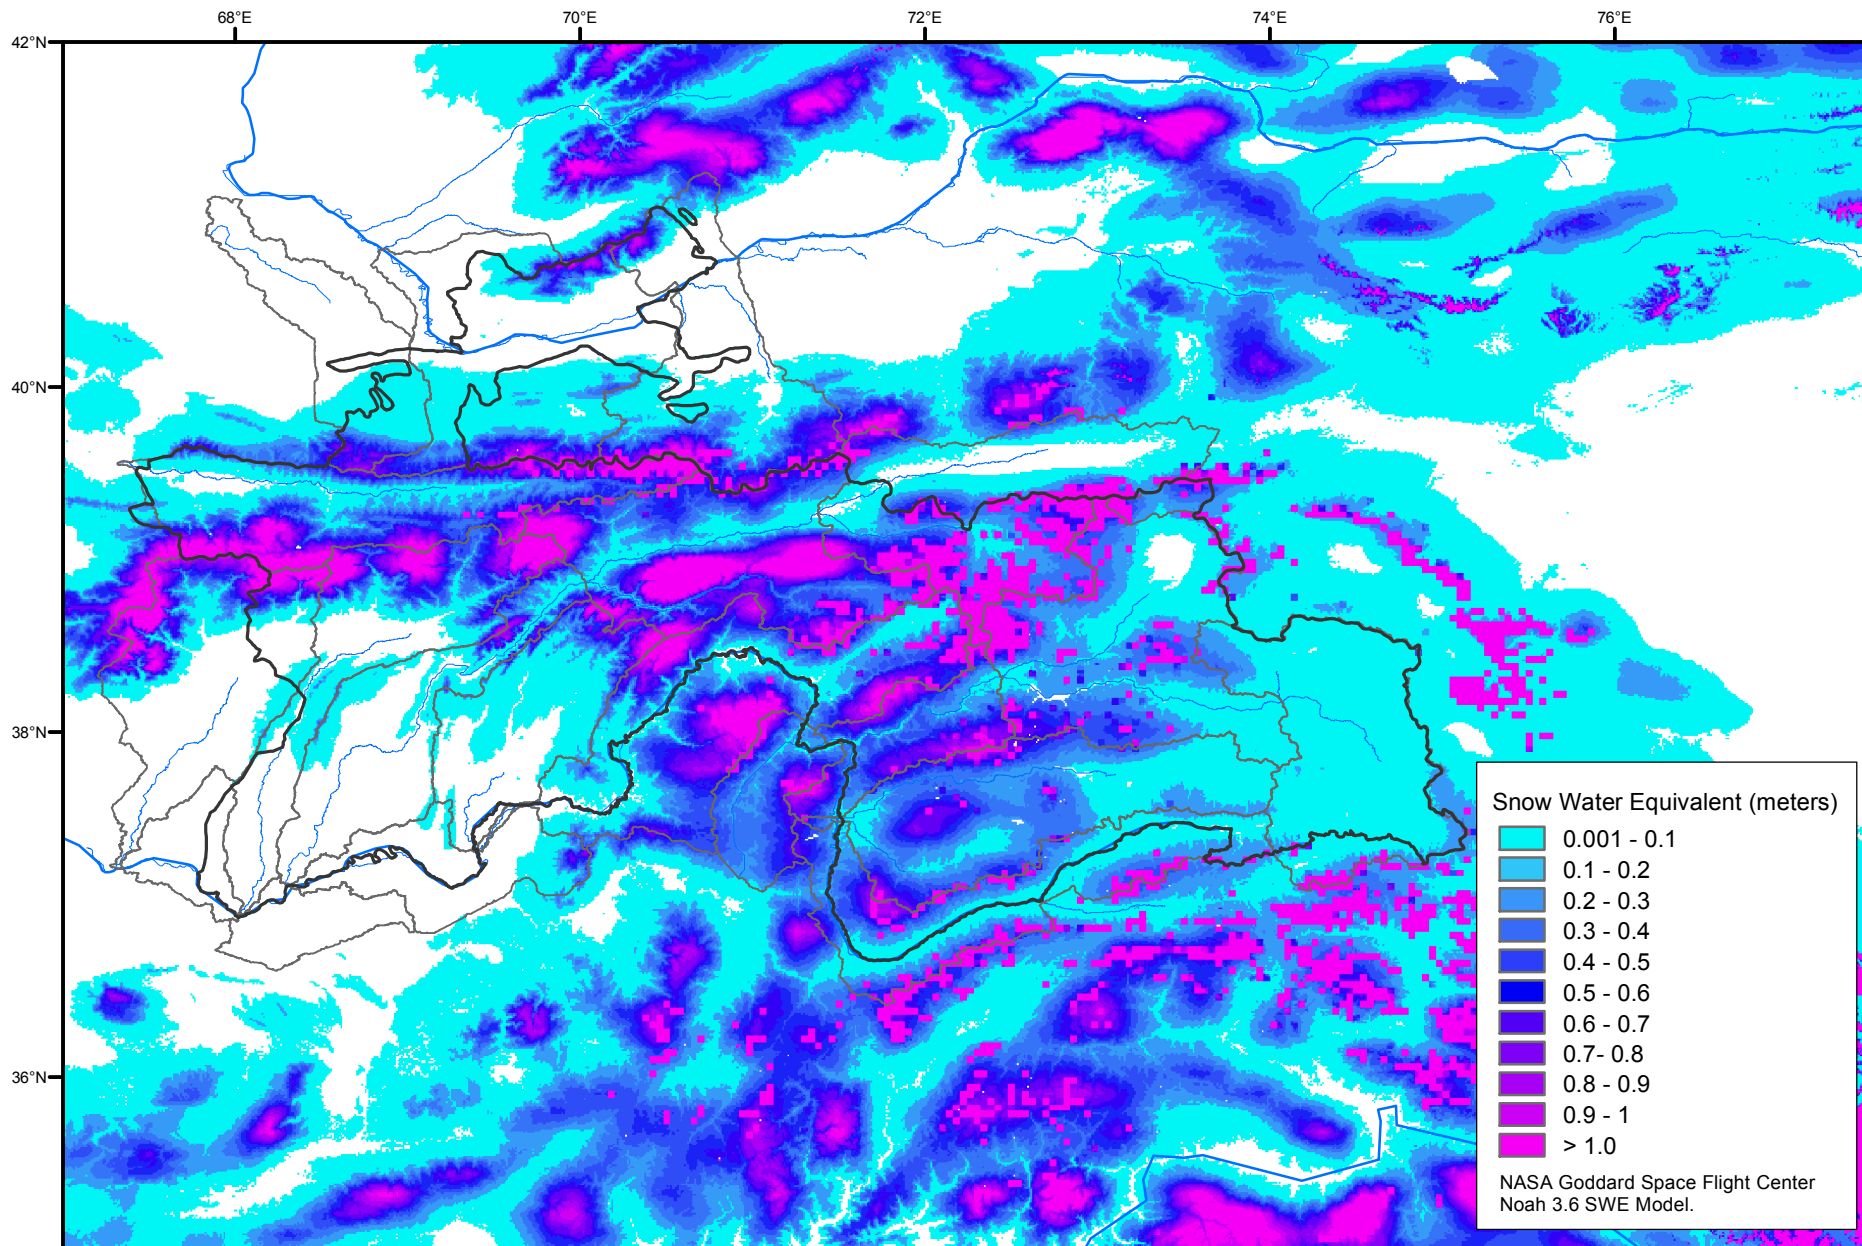 68°E
70°E
72°E
74°E
76°E
42°N
40°N
38°N
36°N
Snow Water Equivalent (meters)
0.001 - 0.1
0.1 - 0.2
0.2 - 0.3
0.3 - 0.4
0.4 - 0.5
0.5 - 0.6
0.6 - 0.7
0.7- 0.8
0.8 - 0.9
0.9 - 1
> 1.0
NASA Goddard Space Flight Center
Noah 3.6 SWE Model.